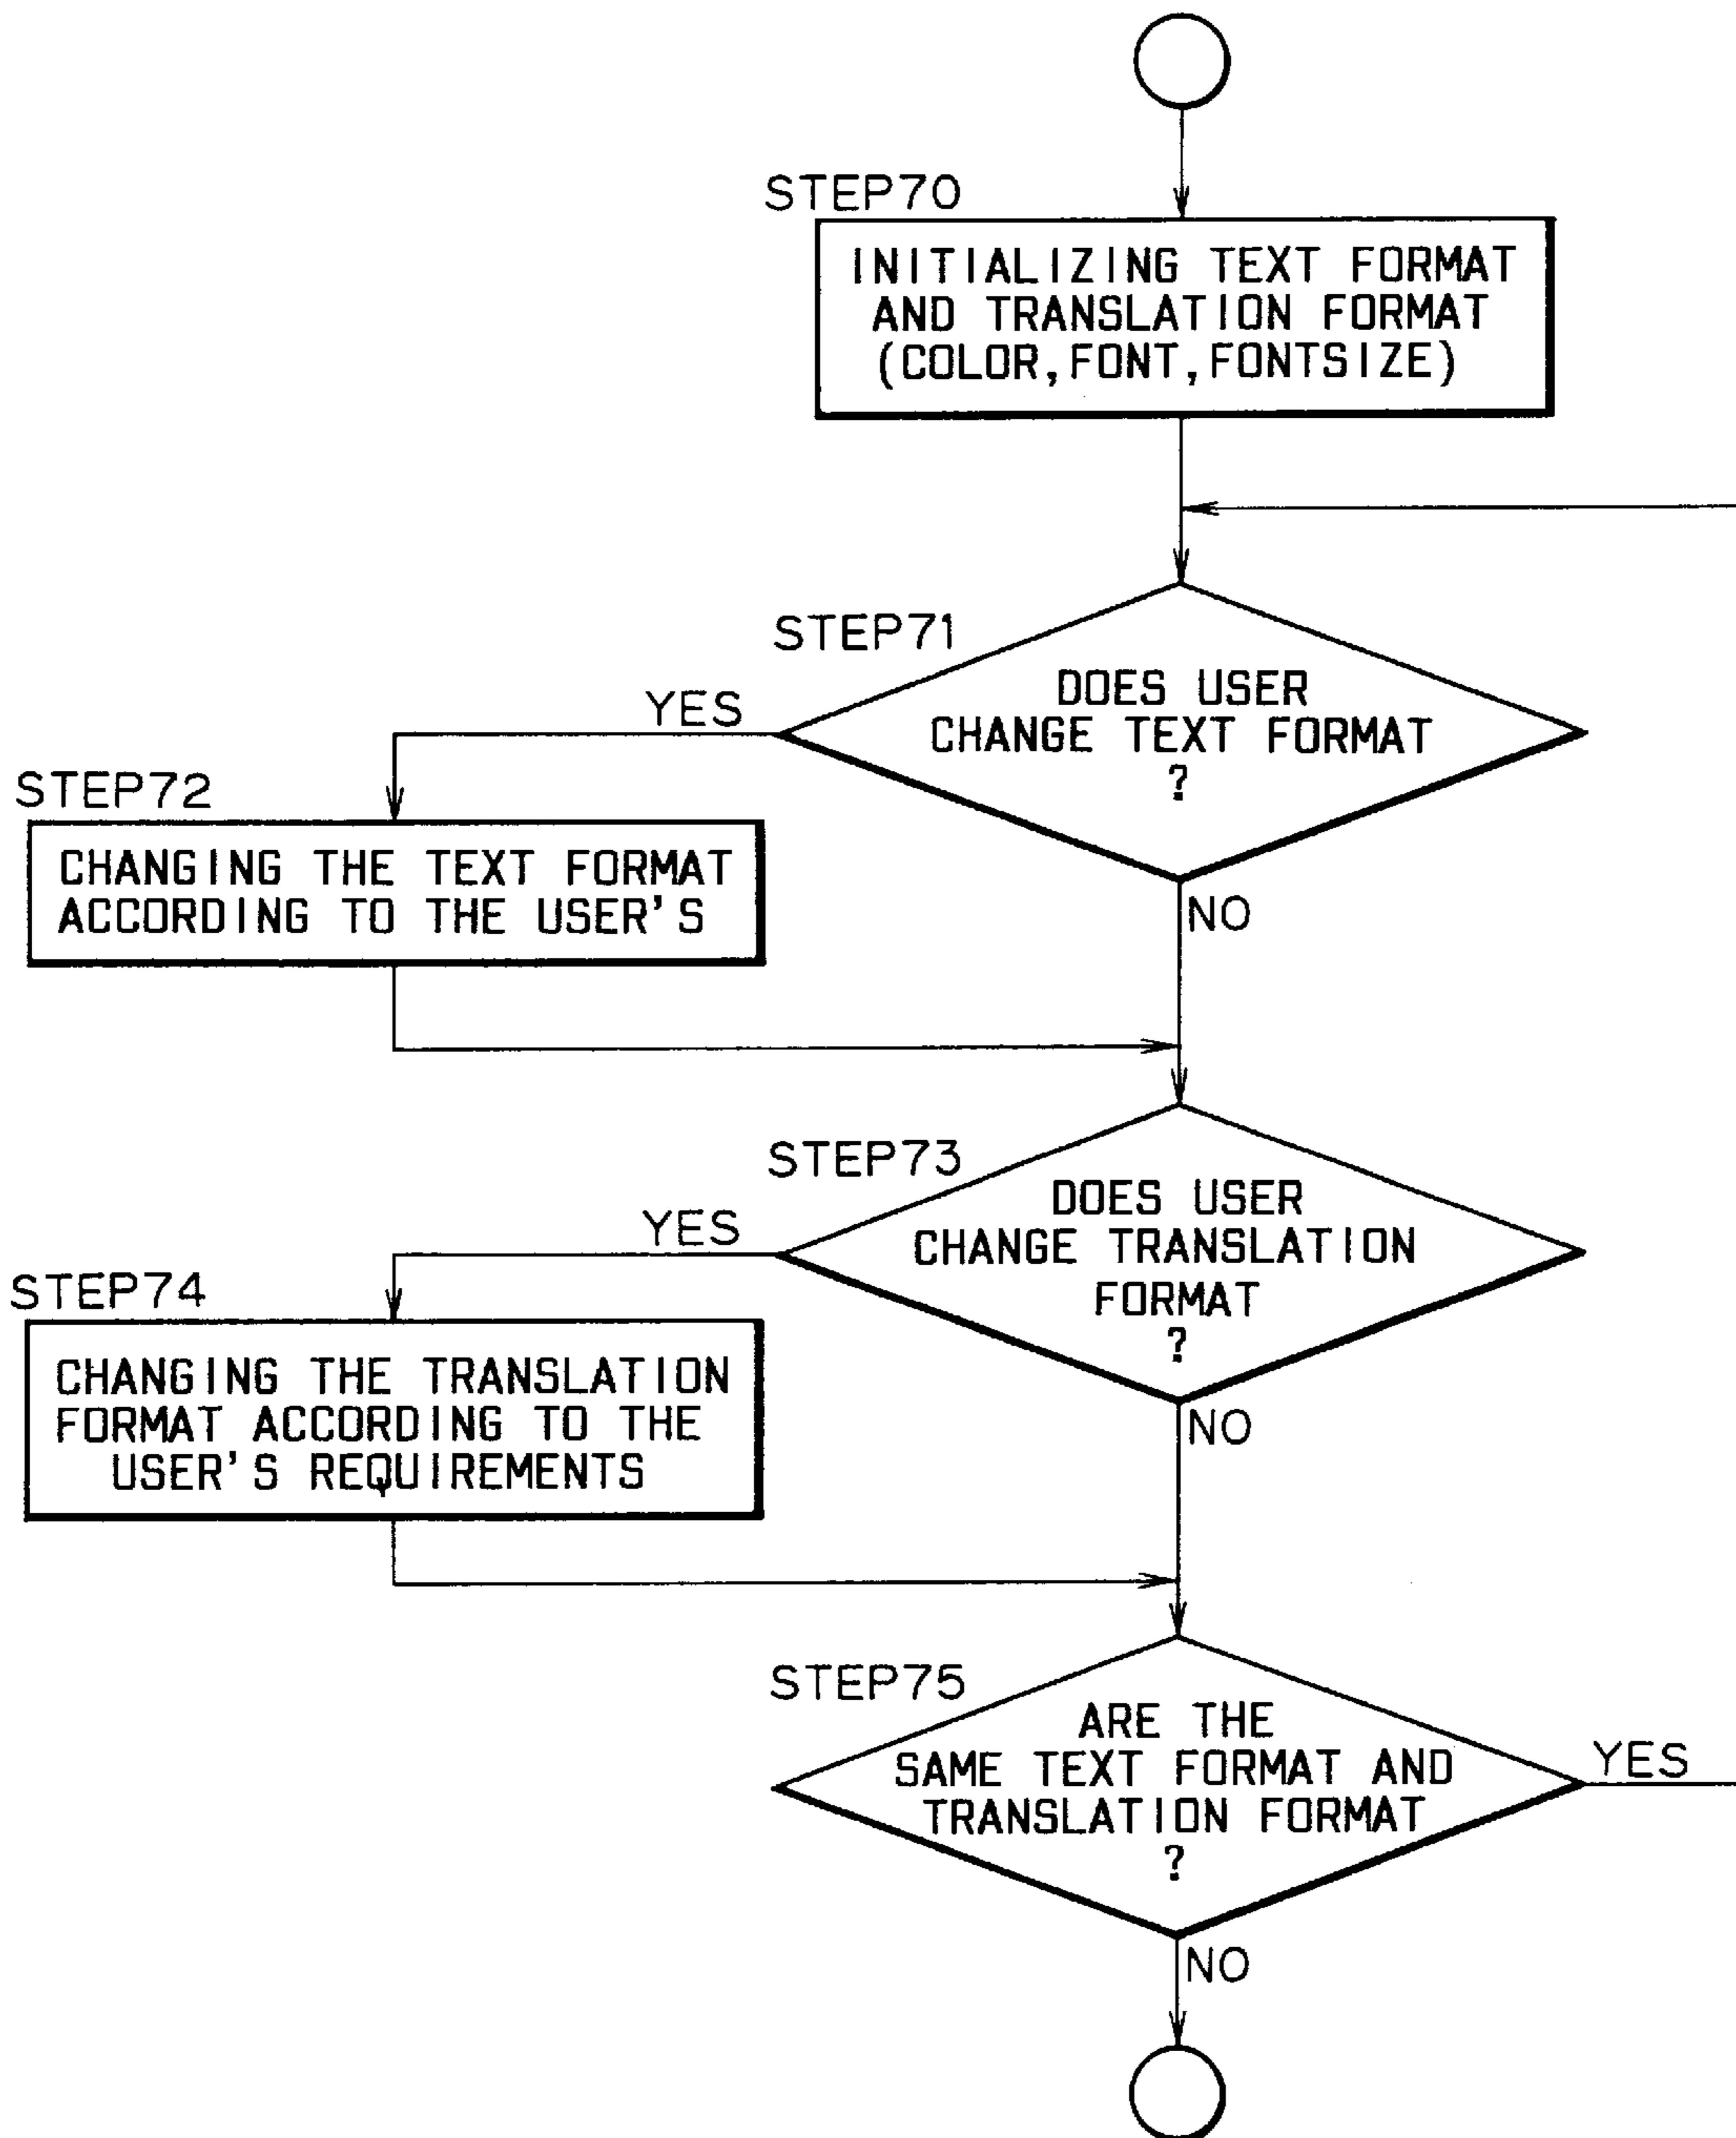 STEP70
INITIALIZING TEXT FORMAT
AND TRANSLATION FORMAT
(COLOR,FONT,FONTSIZE)
STEP71
DOES USER
CHANGE TEXT FORMAT
?
YES
NO
STEP72
CHANGING THE TEXT FORMAT
ACCORDING TO THE USER'S
STEP73
DOES USER
CHANGE TRANSLATION
FORMAT
?
YES
NO
STEP74
CHANGING THE TRANSLATION
FORMAT ACCORDING TO THE
USER'S REQUIREMENTS
STEP75
ARE THE
SAME TEXT FORMAT AND
TRANSLATION FORMAT
?
YES
NO